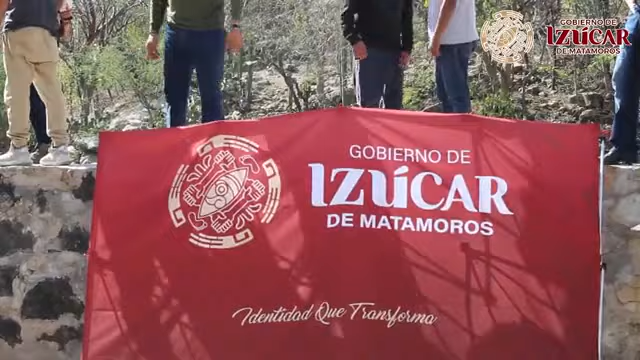 GOBIERNO DE
IZÚCAR
DE MATAMOROS
GOBIERNO DE
IZÚCAR
DE MATAMOROS
Identidad Que Transforma